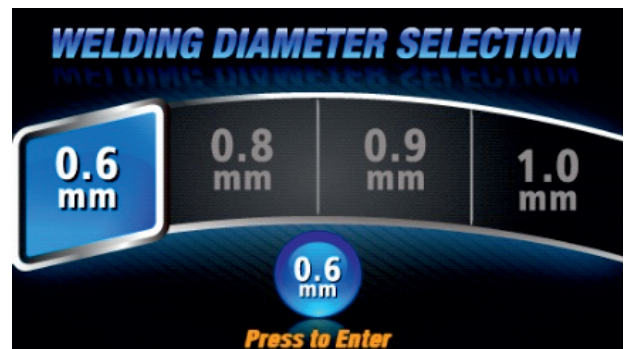 WELDING DIAMETER SELECTION
0.6
mm
0.8
mm
0.9
mm
1.0
mm
0.6
mm
Press to Enter